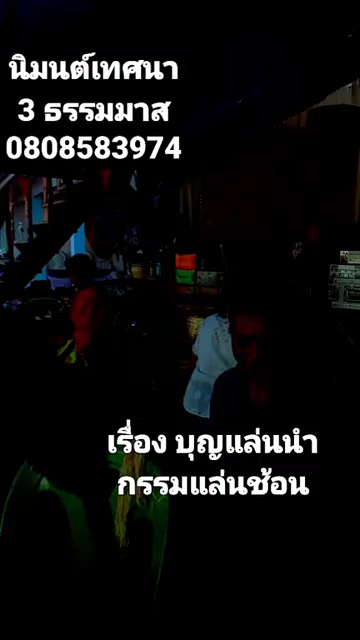 นิมนต์เทศนา
3 ธรรมมาส
0808583974
เรื่อง บุญแล่นนำ
กรรมแล่นซ้อน